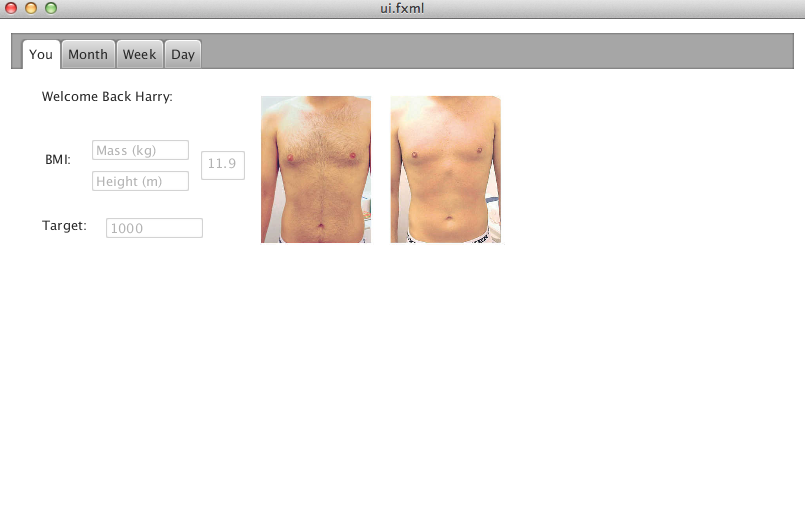 ui.fxml
You Month Week Day
Welcome Back Harry:
BMI:
Mass (kg)
Height (m)
11.9
Target:
1000